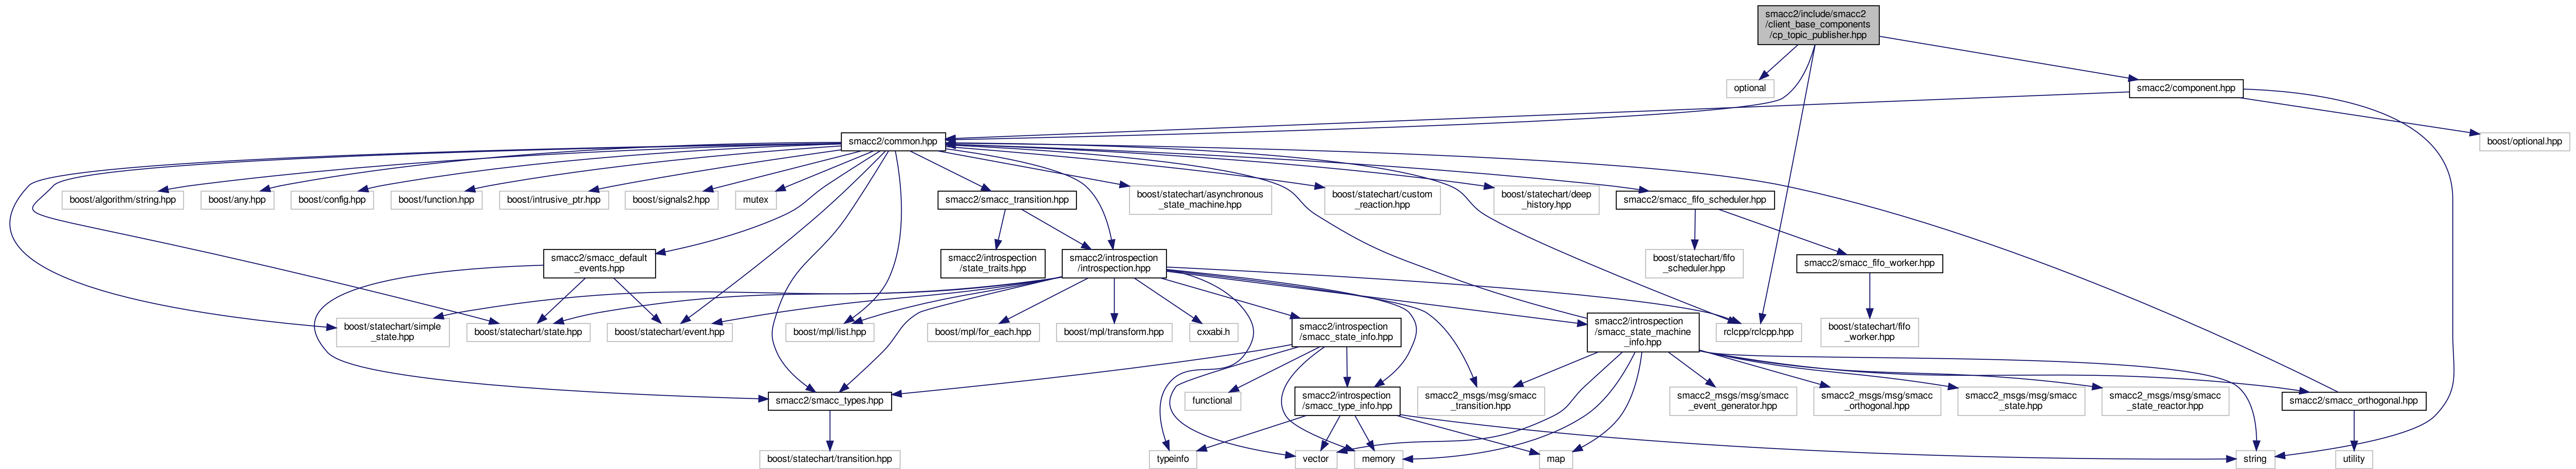 smacc2/include/smacc2
/client_base_components
/cp_topic_publisher.hpp
optional
smacc2/component.hpp
smacc2/common.hpp
boost/optional.hpp
boost/algorithm/string.hpp
boost/any.hpp
boost/config.hpp
boost/function.hpp
boost/intrusive_ptr.hpp
boost/signals2.hpp
mutex
smacc2/smacc_transition.hpp
boost/statechart/asynchronous
_state_machine.hpp
boost/statechart/custom
_reaction.hpp
boost/statechart/deep
_history.hpp
smacc2/smacc_fifo_scheduler.hpp
smacc2/smacc_default
_events.hpp
smacc2/introspection
/state_traits.hpp
smacc2/introspection
/introspection.hpp
boost/statechart/fifo
_scheduler.hpp
smacc2/smacc_fifo_worker.hpp
boost/statechart/simple
_state.hpp
boost/statechart/state.hpp
boost/statechart/event.hpp
boost/mpl/list.hpp
boost/mpl/for_each.hpp
boost/mpl/transform.hpp
cxxabi.h
smacc2/introspection
/smacc_state_info.hpp
smacc2/introspection
/smacc_state_machine
_info.hpp
rclcpp/rclcpp.hpp
boost/statechart/fifo
_worker.hpp
smacc2/smacc_types.hpp
functional
smacc2/introspection
/smacc_type_info.hpp
smacc2_msgs/msg/smacc
_transition.hpp
smacc2_msgs/msg/smacc
_event_generator.hpp
smacc2_msgs/msg/smacc
_orthogonal.hpp
smacc2_msgs/msg/smacc
_state.hpp
smacc2_msgs/msg/smacc
_state_reactor.hpp
smacc2/smacc_orthogonal.hpp
boost/statechart/transition.hpp
typeinfo
vector
memory
map
string
utility